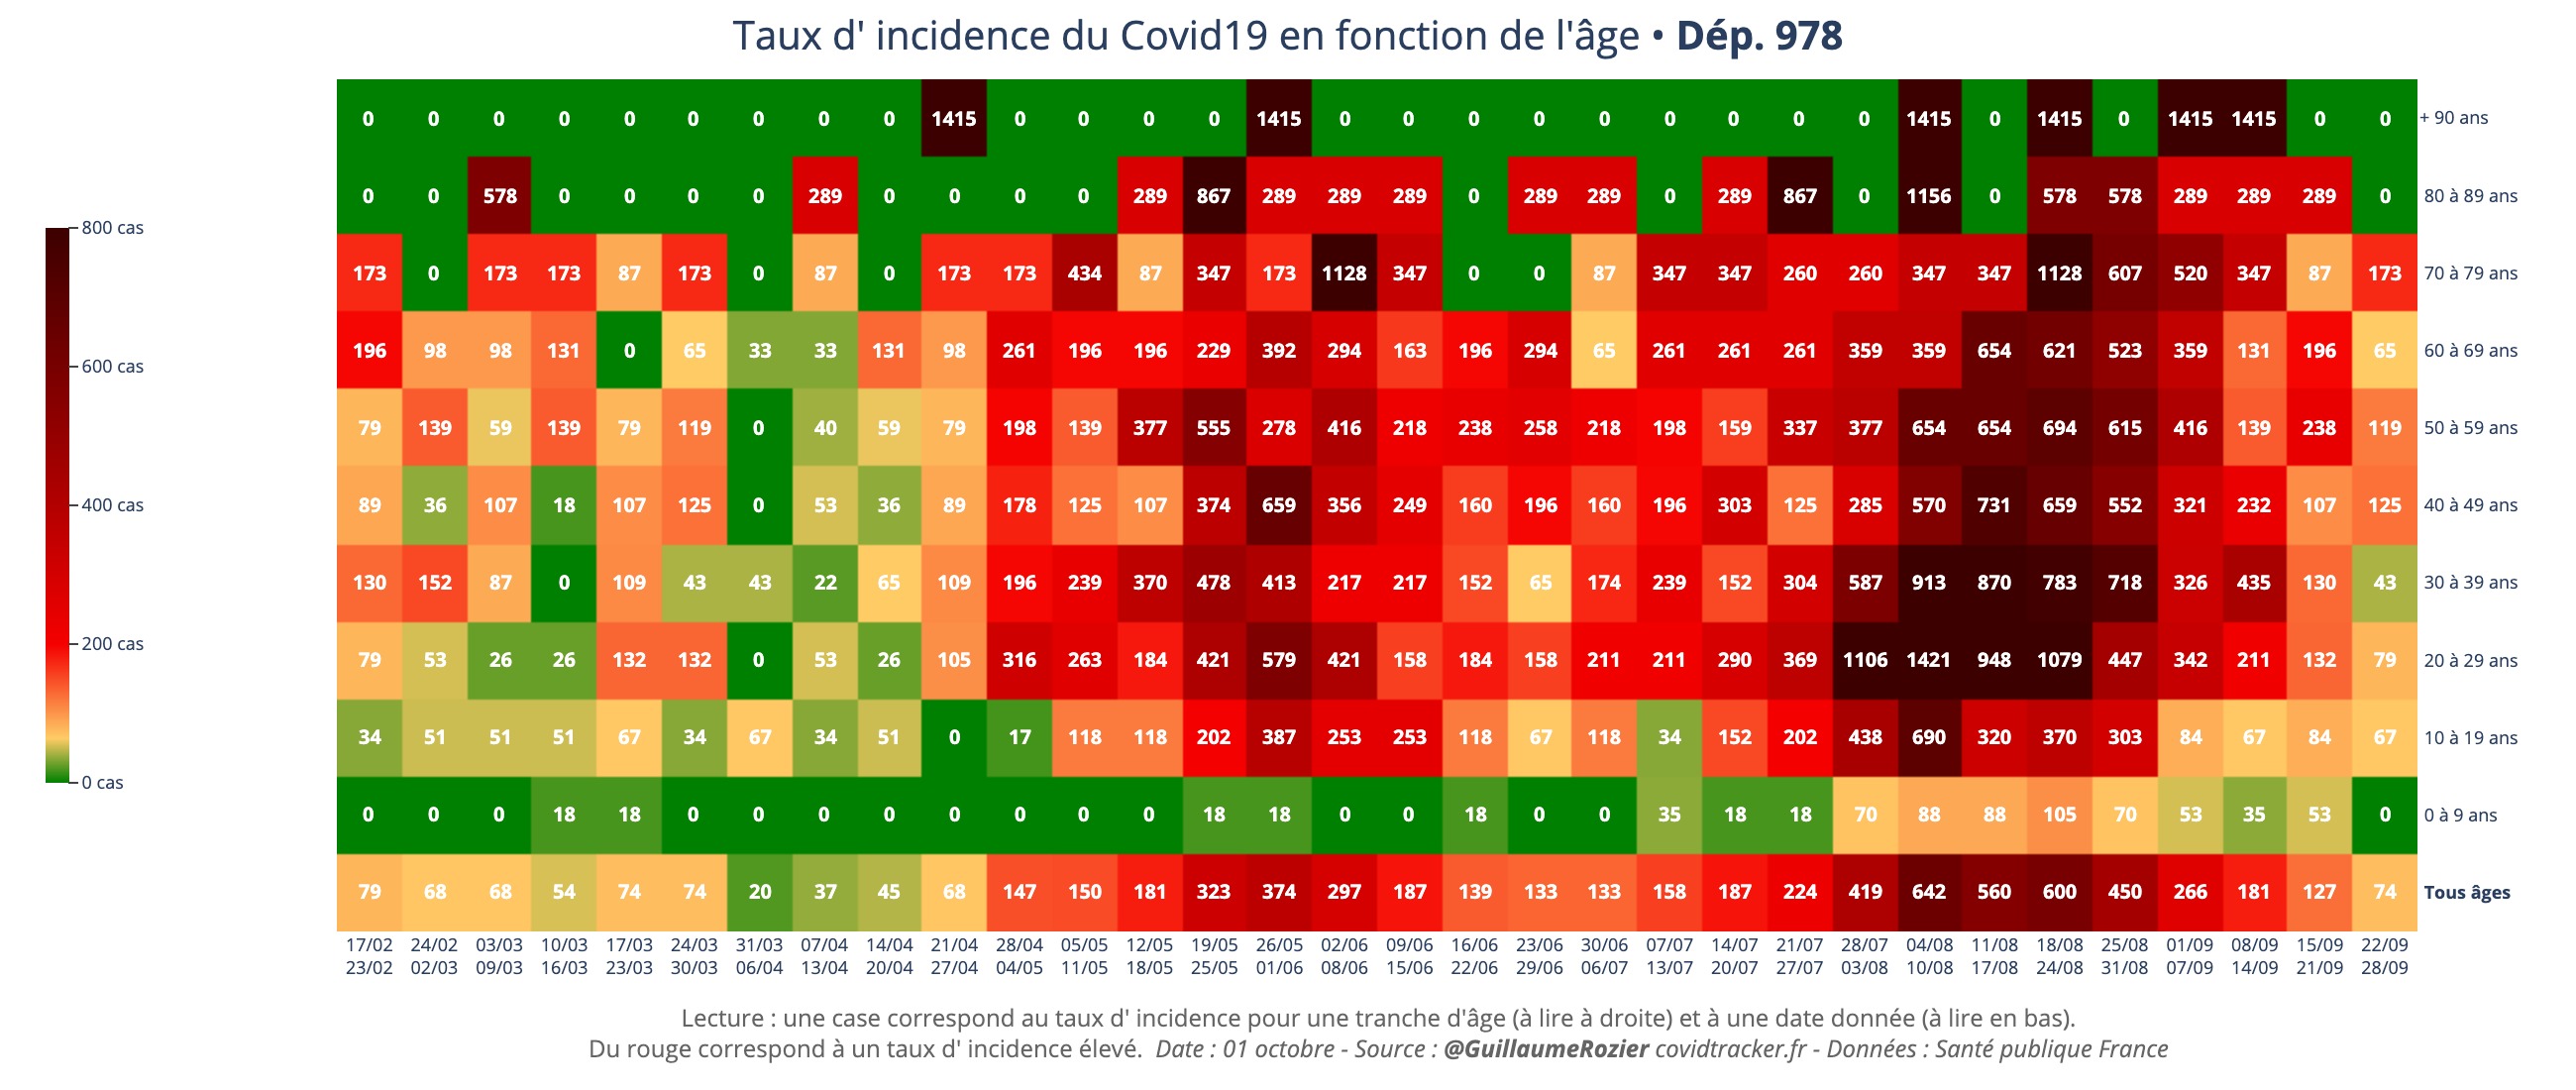 Taux d' incidence du Covid19 en fonction de l'âge • Dép. 978
0 0 0 0 0 0 0 0 0 1415 0 0 0 0 1415 0 0 0 0 0 0 0 0 0 1415 0 1415 0 1415 1415 0 0 + 90 ans
0 0 578 0 0 0 0 289 0 0 0 0 289 867 289 289 289 0 289 289 0 289 867 0 1156 0 578 578 289 289 289 0 80 à 89 ans
800 cas
173 0 173 173 87 173 0 87 0 173 173 434 87 347 173 1128 347 0 0 87 347 347 260 260 347 347 1128 607 520 347 87 173 70 à 79 ans
196 98 98 131 0 65 33 33 131 98 261 196 196 229 392 294 163 196 294 65 261 261 261 359 359 654 621 523 359 131 196 65 60 à 69 ans
600 cas
79 139 59 139 79 119 0 40 59 79 198 139 377 555 278 416 218 238 258 218 198 159 337 377 654 654 694 615 416 139 238 119 50 à 59 ans
89 36 107 18 107 125 0 53 36 89 178 125 107 374 659 356 249 160 196 160 196 303 125 285 570 731 659 552 321 232 107 125 40 à 49 ans
400 cas
130 152 87 0 109 43 43 22 65 109 196 239 370 478 413 217 217 152 65 174 239 152 304 587 913 870 783 718 326 435 130 43 30 à 39 ans
200 cas
79 53 26 26 132 132 0 53 26 105 316 263 184 421 579 421 158 184 158 211 211 290 369 1106 1421 948 1079 447 342 211 132 79 20 à 29 ans
34 51 51 51 67 34 67 34 51 0 17 118 118 202 387 253 253 118 67 118 34 152 202 438 690 320 370 303 84 67 84 67 10 à 19 ans
0 cas
0 0 0 18 18 0 0 0 0 0 0 0 0 18 18 0 0 18 0 0 35 18 18 70 88 88 105 70 53 35 53 0 0 à 9 ans
79 68 68 54 74 74 20 37 45 68 147 150 181 323 374 297 187 139 133 133 158 187 224 419 642 560 600 450 266 181 127 74 Tous âges
17/02 24/02 03/03 10/03 17/03 24/03 31/03 07/04 14/04 21/04 28/04 05/05 12/05 19/05 26/05 02/06 09/06 16/06 23/06 30/06 07/07 14/07 21/07 28/07 04/08 11/08 18/08 25/08 01/09 08/09 15/09 22/09
23/02 02/03 09/03 16/03 23/03 30/03 06/04 13/04 20/04 27/04 04/05 11/05 18/05 25/05 01/06 08/06 15/06 22/06 29/06 06/07 13/07 20/07 27/07 03/08 10/08 17/08 24/08 31/08 07/09 14/09 21/09 28/09
Lecture : une case correspond au taux d' incidence pour une tranche d'âge (à lire à droite) et à une date donnée (à lire en bas).
Du rouge correspond à un taux d' incidence élevé. Date : 01 octobre - Source : @GuillaumeRozier covidtracker.fr - Données : Santé publique France